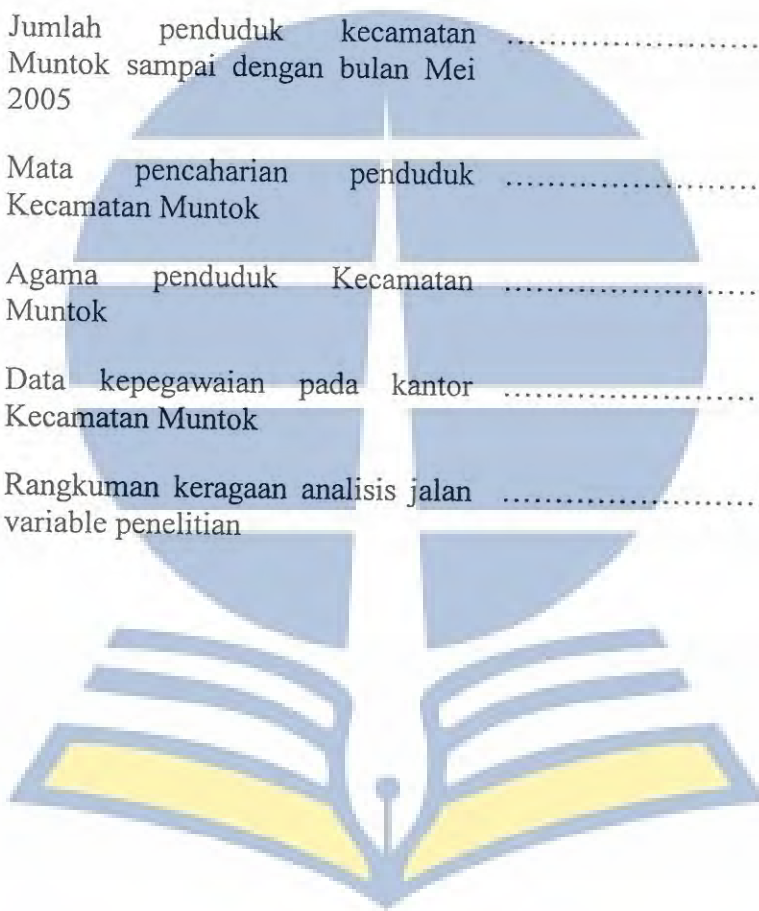 Jumlah penduduk kecamatan ........................
Muntok sampai dengan bulan Mei
2005
Mata pencaharian penduduk ........................
Kecamatan Muntok
Agama penduduk Kecamatan ........................
Muntok
Data kepegawaian pada kantor ........................
Kecamatan Muntok
Rangkuman keragaan analisis jalan ........................
variable penelitian